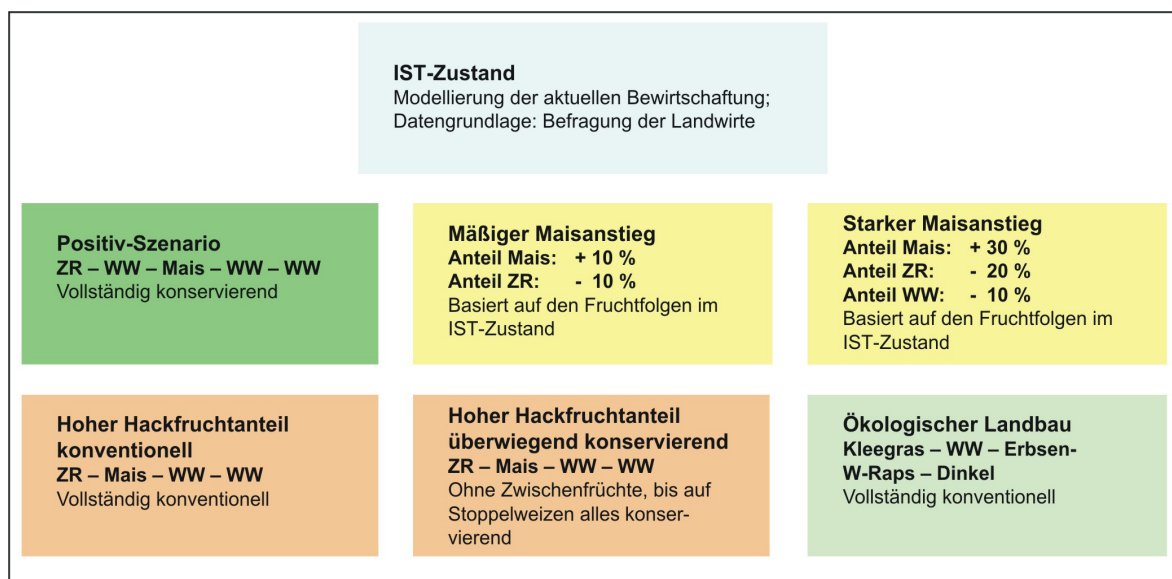 IST-Zustand
Modellierung der aktuellen Bewirtschaftung;
Datengrundlage: Befragung der Landwirte
Positiv-Szenario
ZR – WW – Mais – WW – WW
Vollständig konservierend
Mäßiger Maisanstieg
Anteil Mais: + 10 %
Anteil ZR: - 10 %
Basiert auf den Fruchtfolgen im
IST-Zustand
Starker Maisanstieg
Anteil Mais: + 30 %
Anteil ZR: - 20 %
Anteil WW: - 10 %
Basiert auf den Fruchtfolgen im
IST-Zustand
Hoher Hackfruchtanteil
konventionell
ZR – Mais – WW – WW
Vollständig konventionell
Hoher Hackfruchtanteil
überwiegend konservierend
ZR – Mais – WW – WW
Ohne Zwischenfrüchte, bis auf
Stoppelweizen alles konser-
vierend
Ökologischer Landbau
Kleegras – WW – Erbsen-
W-Raps – Dinkel
Vollständig konventionell